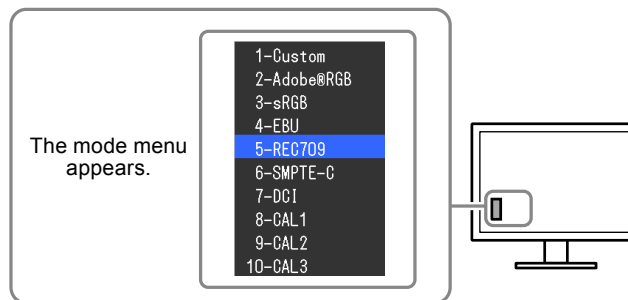 The mode menu
appears.
1-Custom
2-Adobe®RGB
3-sRGB
4-EBU
5-REC709
6-SMPTE-C
7-DCI
8-CAL1
9-CAL2
10-CAL3